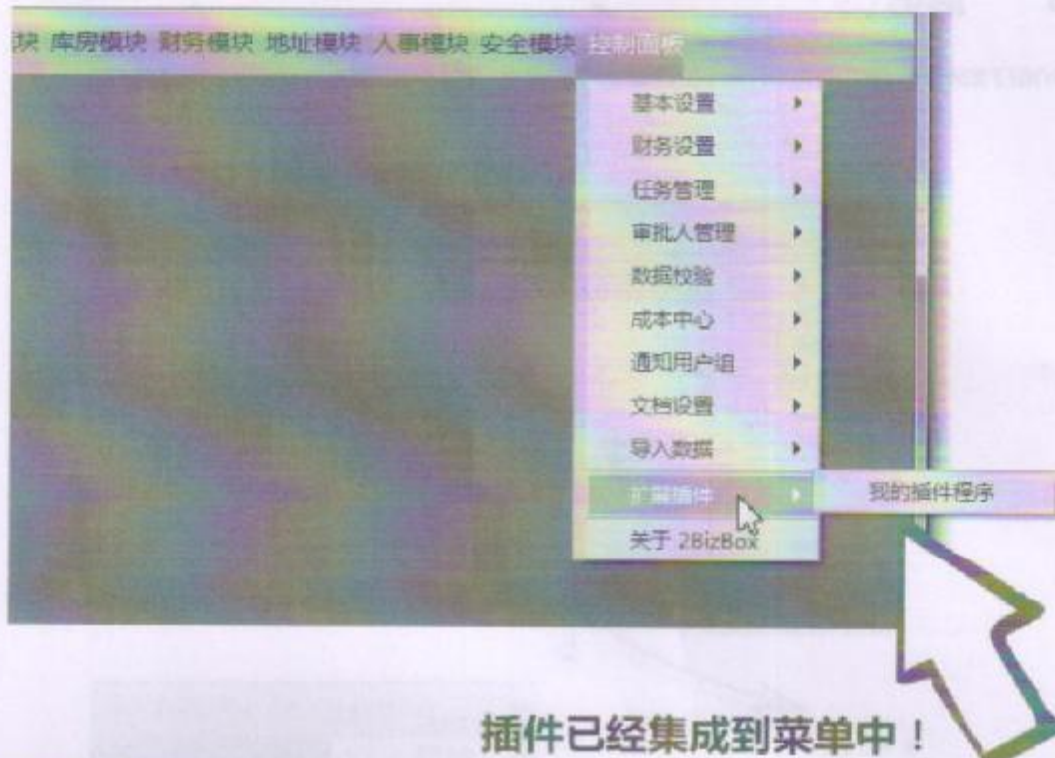 块 库房模块 财务模块 地址模块 人事模块 安全模块 控制面板
基本设置
财务设置
任务管理
审批人管理
数据校验
成本中心
通知用户组
文档设置
导入数据
扩展插件
我的插件程序
关于 2BizBox
插件已经集成到菜单中！